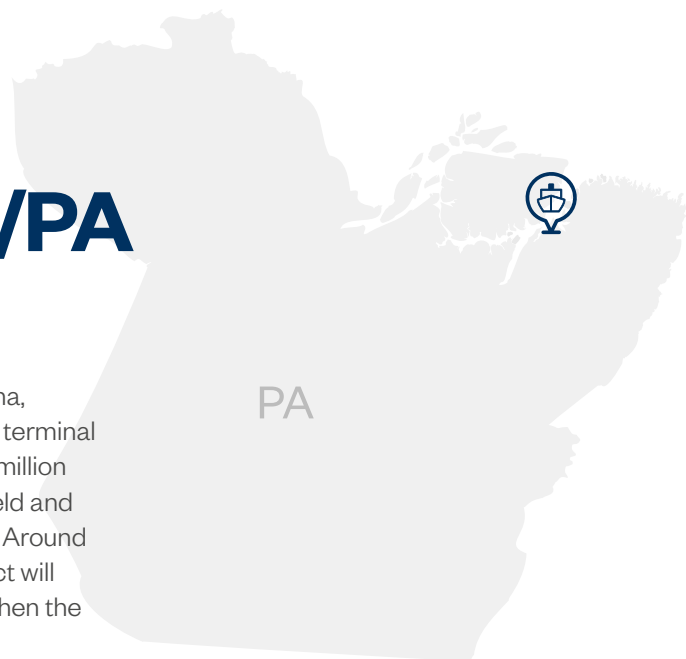 /PA
PA
na,
terminal
million
eld and
Around
ct will
hen the